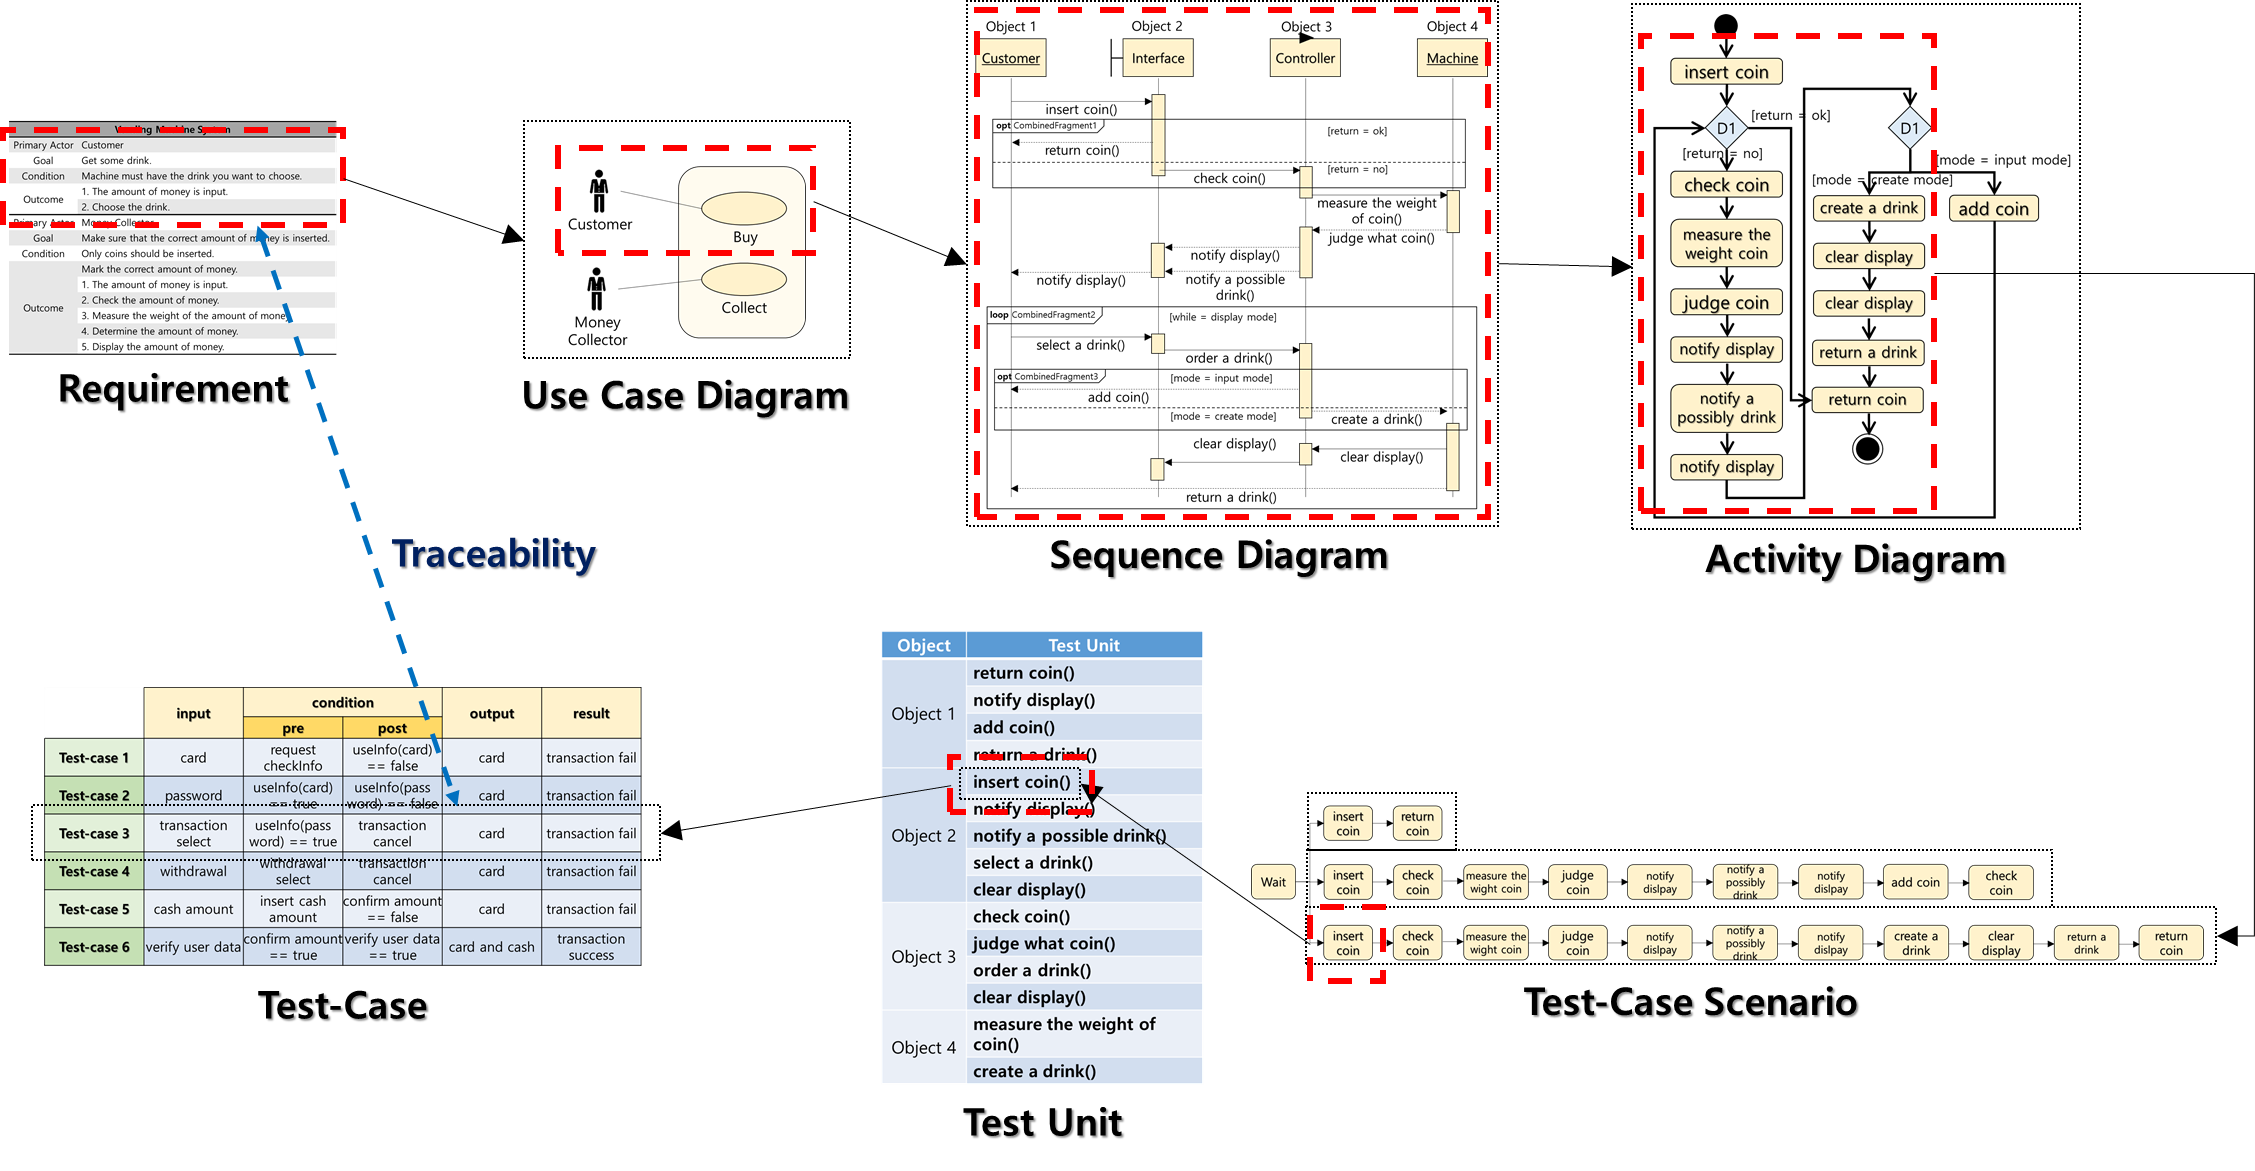 Vending Machine System
Primary Actor Customer
Goal Get some drink.
Condition Machine must have the drink you want to choose.
Outcome
1. The amount of money is input.
2. Choose the drink.
Primary Actor Money Collector
Goal Make sure that the correct amount of money is inserted.
Condition Only coins should be inserted.
Outcome
Mark the correct amount of money.
1. The amount of money is input.
2. Check the amount of money.
3. Measure the weight of the amount of money.
4. Determine the amount of money.
5. Display the amount of money.
Requirement
Customer
Buy
Money
Collector
Collect
Use Case Diagram
Object 1 Object 2 Object 3 Object 4
Customer Interface Controller Machine
insert coin()
opt CombinedFragment1
[return = ok]
return coin()
[return = no]
check coin()
measure the weight
of coin()
judge what coin()
notify display()
notify display()
notify a possible
drink()
loop CombinedFragment2
[while = display mode]
select a drink()
order a drink()
opt CombinedFragment3
[mode = input mode]
add coin()
[mode = create mode]
create a drink()
clear display()
clear display()
return a drink()
Sequence Diagram
insert coin
D1
[return = ok]
[return = no]
check coin
measure the
weight coin
judge coin
notify display
notify a
possibly drink
notify display
D1
[mode = input mode]
[mode = create mode]
create a drink
add coin
clear display
clear display
return a drink
return coin
Activity Diagram
Traceability
input condition output result
pre post
Test-case 1 card request checkInfo useInfo(card) == false card transaction fail
Test-case 2 password useInfo(card) == true useInfo(pass word) == false card transaction fail
Test-case 3 transaction select useInfo(pass word) == true transaction cancel card transaction fail
Test-case 4 withdrawal withdrawal select transaction cancel card transaction fail
Test-case 5 cash amount insert cash amount confirm amount == false card transaction fail
Test-case 6 verify user data confirm amount == true verify user data == true card and cash transaction success
Test-Case
Object Test Unit
Object 1
return coin()
notify display()
add coin()
return a drink()
Object 2
insert coin()
notify display()
notify a possible drink()
select a drink()
clear display()
Object 3
check coin()
judge what coin()
order a drink()
clear display()
Object 4
measure the weight of
coin()
create a drink()
Test Unit
insert coin return coin
Wait insert coin check coin measure the wight coin judge coin notify dislpay notify a possibly drink notify dislpay add coin check coin
insert coin check coin measure the wight coin judge coin notify dislpay notify a possibly drink notify dislpay create a drink clear display return a drink return coin
Test-Case Scenario